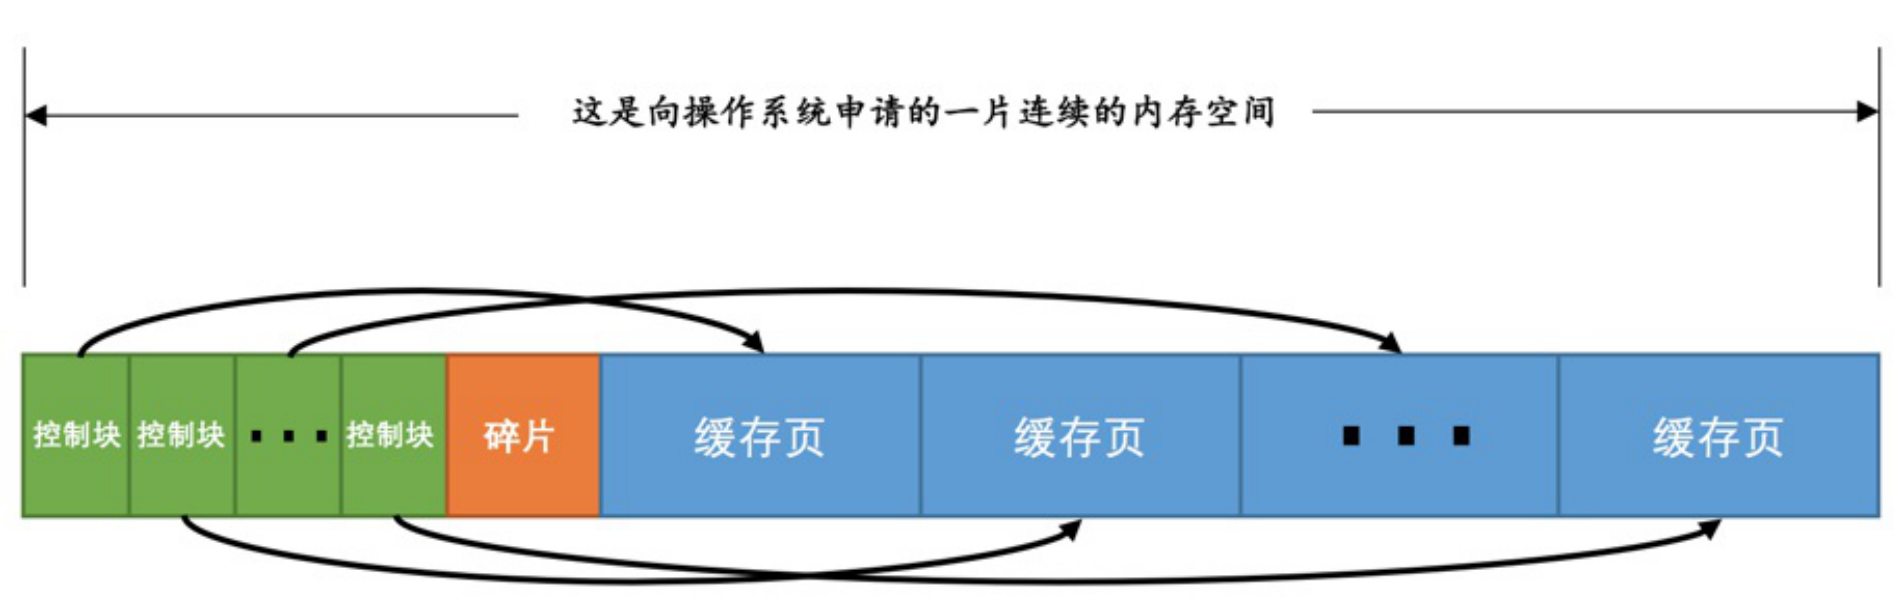 这是向操作系统申请的一片连续的内存空间
控制块 控制块 ··· 控制块 碎片 缓存页 缓存页 ··· 缓存页